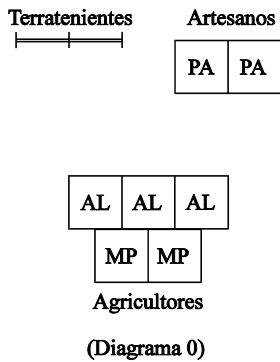 Terratenientes Artesanos
PA PA
AL AL AL
MP MP
Agricultores
(Diagrama 0)